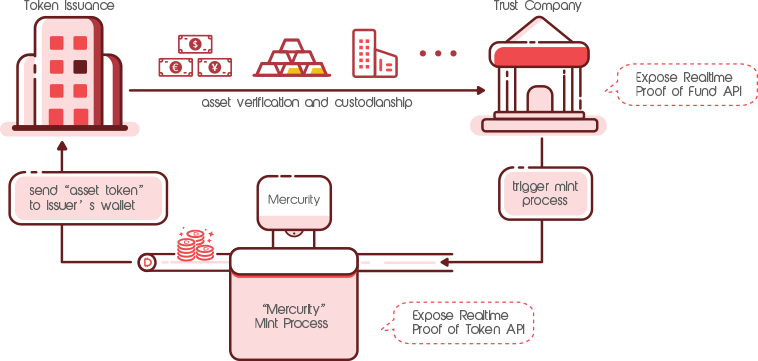 Token Issuance
Trust Company
$
€
¥
asset verification and custodianship
Expose Realtime
Proof of Fund API
send “asset token”
to issuer’s wallet
Mercurity
trigger mint
process
“Mercurity”
Mint Process
Expose Realtime
Proof of Token API